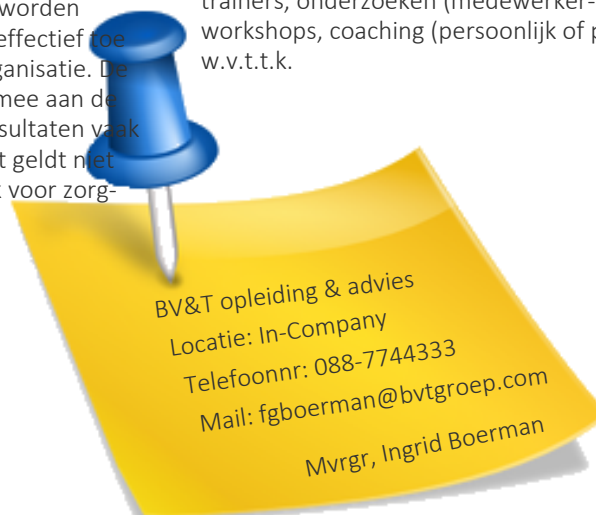 worden
effectief toe
ganisatie. De
mee aan de
sultaten vaak
t geldt niet
k voor zorg-
trainers, onderzoeken (medewerker-
workshops, coaching (persoonlijk of p
w.v.t.t.k.
BV&T opleiding & advies
Locatie: In-Company
Telefoonnr: 088-7744333
Mail: fgboerman@bvtgroep.com
Mvrgr, Ingrid Boerman